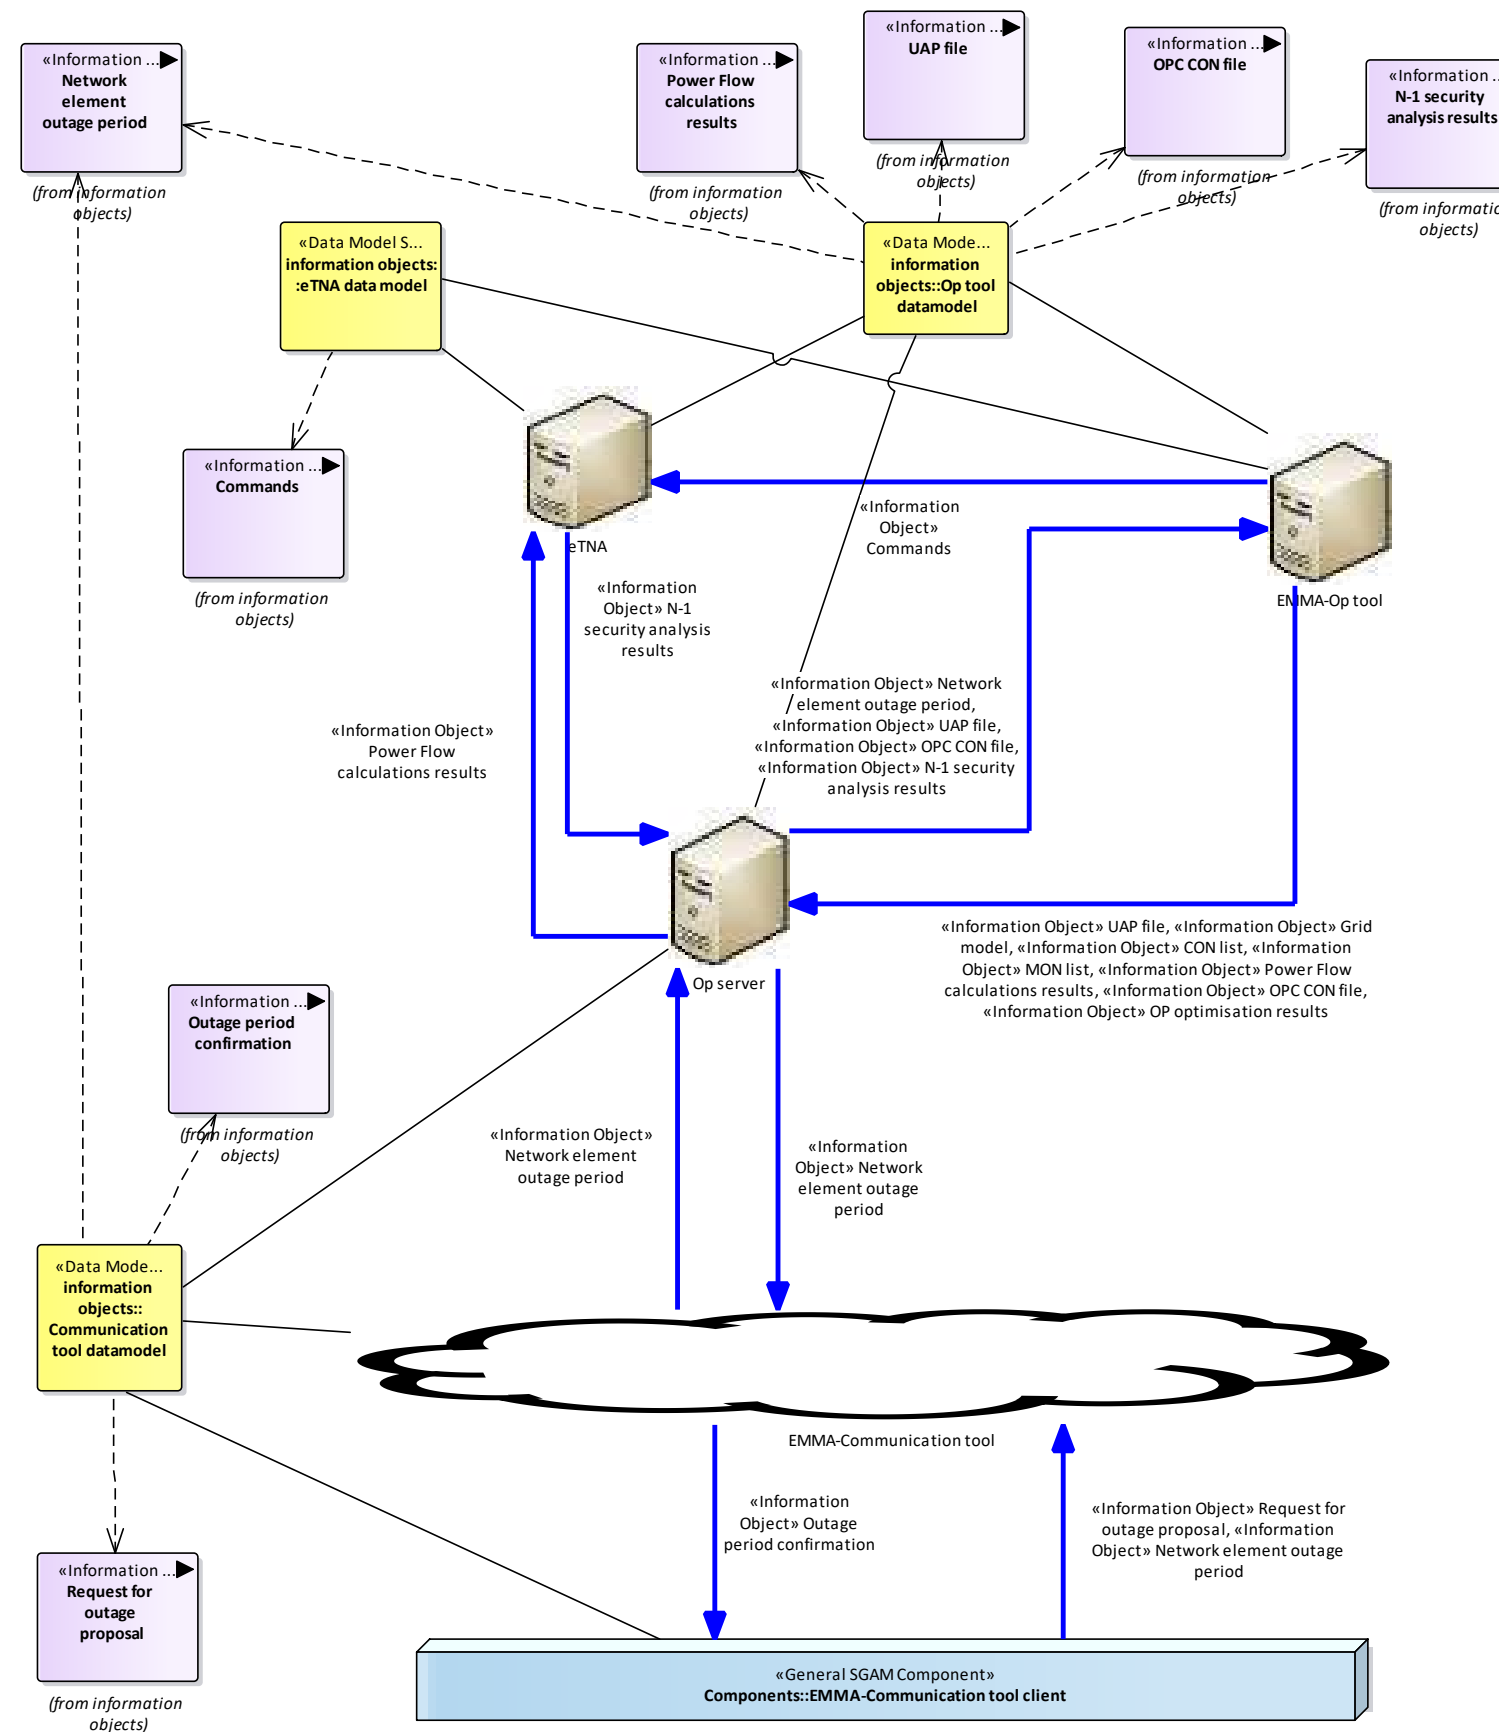 «Information ...
Network
element
outage period
(from information
objects)
«Information ...
Power Flow
calculations
results
(from information
objects)
«Information ...
UAP file
(from information
objects)
«Information ...
OPC CON file
(from information
objects)
«Information ..
N-1 security
analysis results
(from informatio
objects)
«Data Model S...
information objects:
:eTNA data model
«Data Mode...
information
objects::Op tool
datamodel
«Information ...
Commands
(from information
objects)
eTNA
«Information
Object»
Commands
EMMA-Op tool
«Information
Object» N-1
security analysis
results
«Information Object»
Power Flow
calculations results
«Information Object» Network
element outage period,
«Information Object» UAP file,
«Information Object» OPC CON file,
«Information Object» N-1 security
analysis results
Op server
«Information Object» UAP file, «Information Object» Grid
model, «Information Object» CON list, «Information
Object» MON list, «Information Object» Power Flow
calculations results, «Information Object» OPC CON file,
«Information Object» OP optimisation results
«Information ...
Outage period
confirmation
(from information
objects)
«Information Object»
Network element
outage period
«Information
Object» Network
element outage
period
«Data Mode...
information
objects::
Communication
tool datamodel
EMMA-Communication tool
«Information
Object» Outage
period confirmation
«Information Object» Request for
outage proposal, «Information
Object» Network element outage
period
«Information ...
Request for
outage
proposal
(from information
objects)
«General SGAM Component»
Components::EMMA-Communication tool client